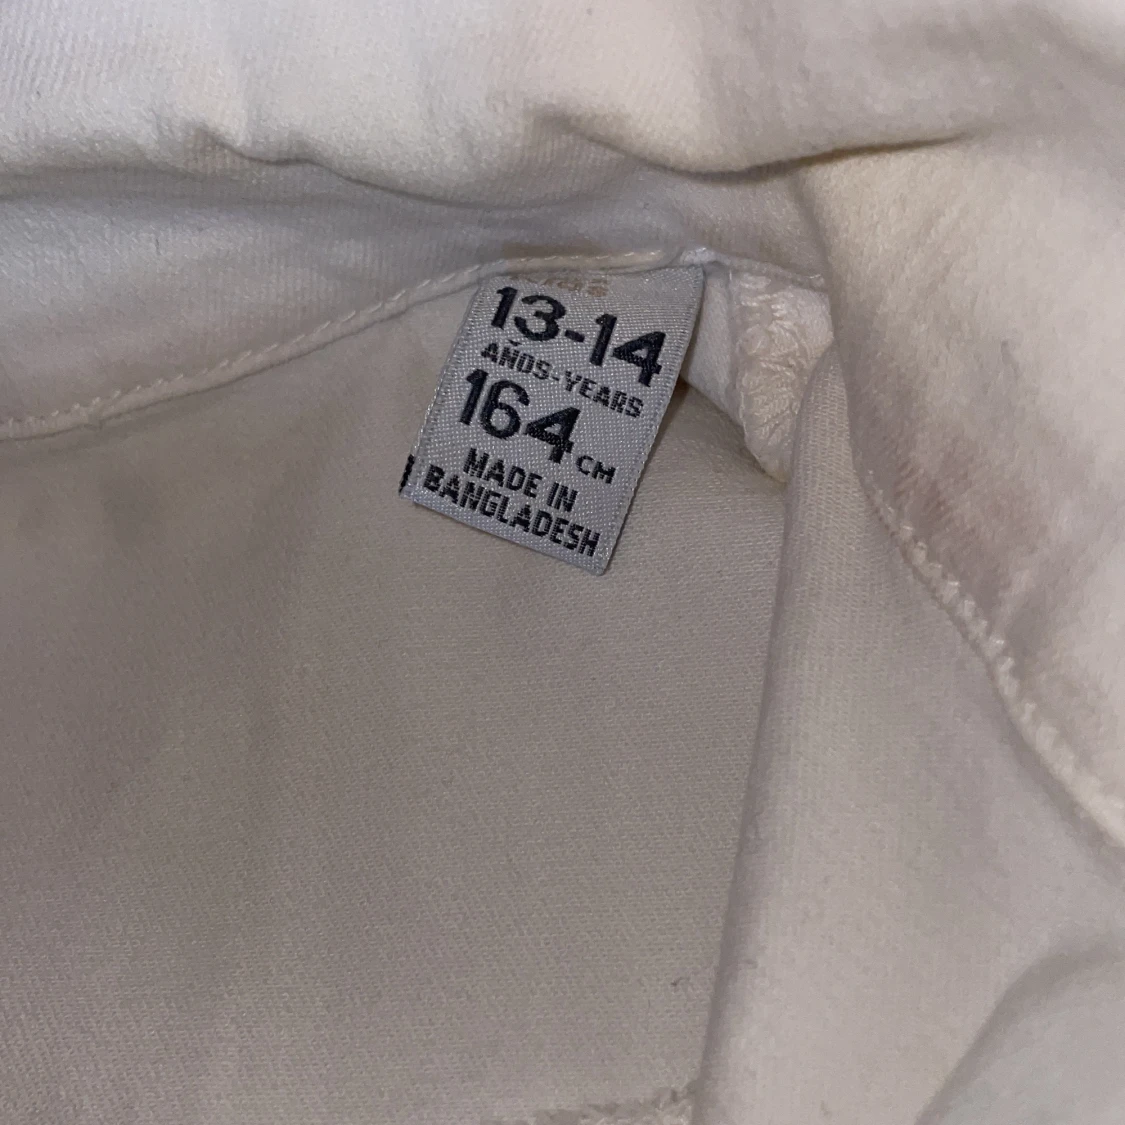 13-14
AÑOS-YEARS
164 CM
MADE IN
BANGLADESH